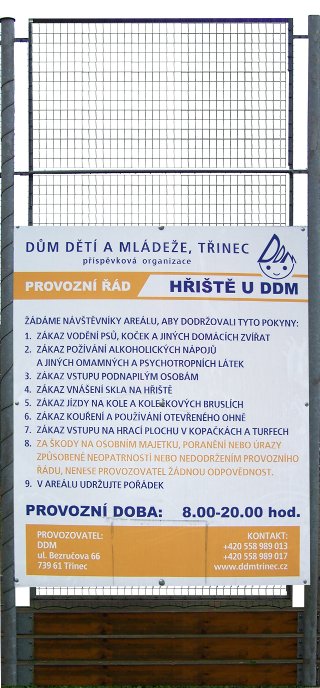 DŮM DĚTÍ A MLÁDEŽE, TŘINEC
příspěvková organizace
DDM
PROVOZNÍ ŘÁD
HŘIŠTĚ U DDM
ŽÁDÁME NÁVŠTĚVNÍKY AREÁLU, ABY DODRŽOVALI TYTO POKYNY:
1. ZÁKAZ VODĚNÍ PSŮ, KOČEK A JINÝCH DOMÁCÍCH ZVÍŘAT
2. ZÁKAZ POŽÍVÁNÍ ALKOHOLICKÝCH NÁPOJŮ
A JINÝCH OMAMNÝCH A PSYCHOTROPNÍCH LÁTEK
3. ZÁKAZ VSTUPU PODNAPILÝM OSOBÁM
4. ZÁKAZ VNÁŠENÍ SKLA NA HŘIŠTĚ
5. ZÁKAZ JÍZDY NA KOLE A KOLEČKOVÝCH BRUSLÍCH
6. ZÁKAZ KOUŘENÍ A POUŽÍVÁNÍ OTEVŘENÉHO OHNĚ
7. ZÁKAZ VSTUPU NA HRACÍ PLOCHU V KOPAČKÁCH A TURFECH
8. ZA ŠKODY NA OSOBNÍM MAJETKU, PORANĚNÍ NEBO ÚRAZY
ZPŮSOBENÉ NEOPATRNOSTÍ NEBO NEDODRŽENÍM PROVOZNÍHO
ŘÁDU, NENESE PROVOZOVATEL ŽÁDNOU ODPOVĚDNOST.
9. V AREÁLU UDRŽUJTE POŘÁDEK
PROVOZNÍ DOBA: 8.00-20.00 hod.
PROVOZOVATEL:
DDM
ul. Bezručova 66
739 61 Třinec
KONTAKT:
+420 558 989 013
+420 558 989 017
www.ddmtrinec.cz